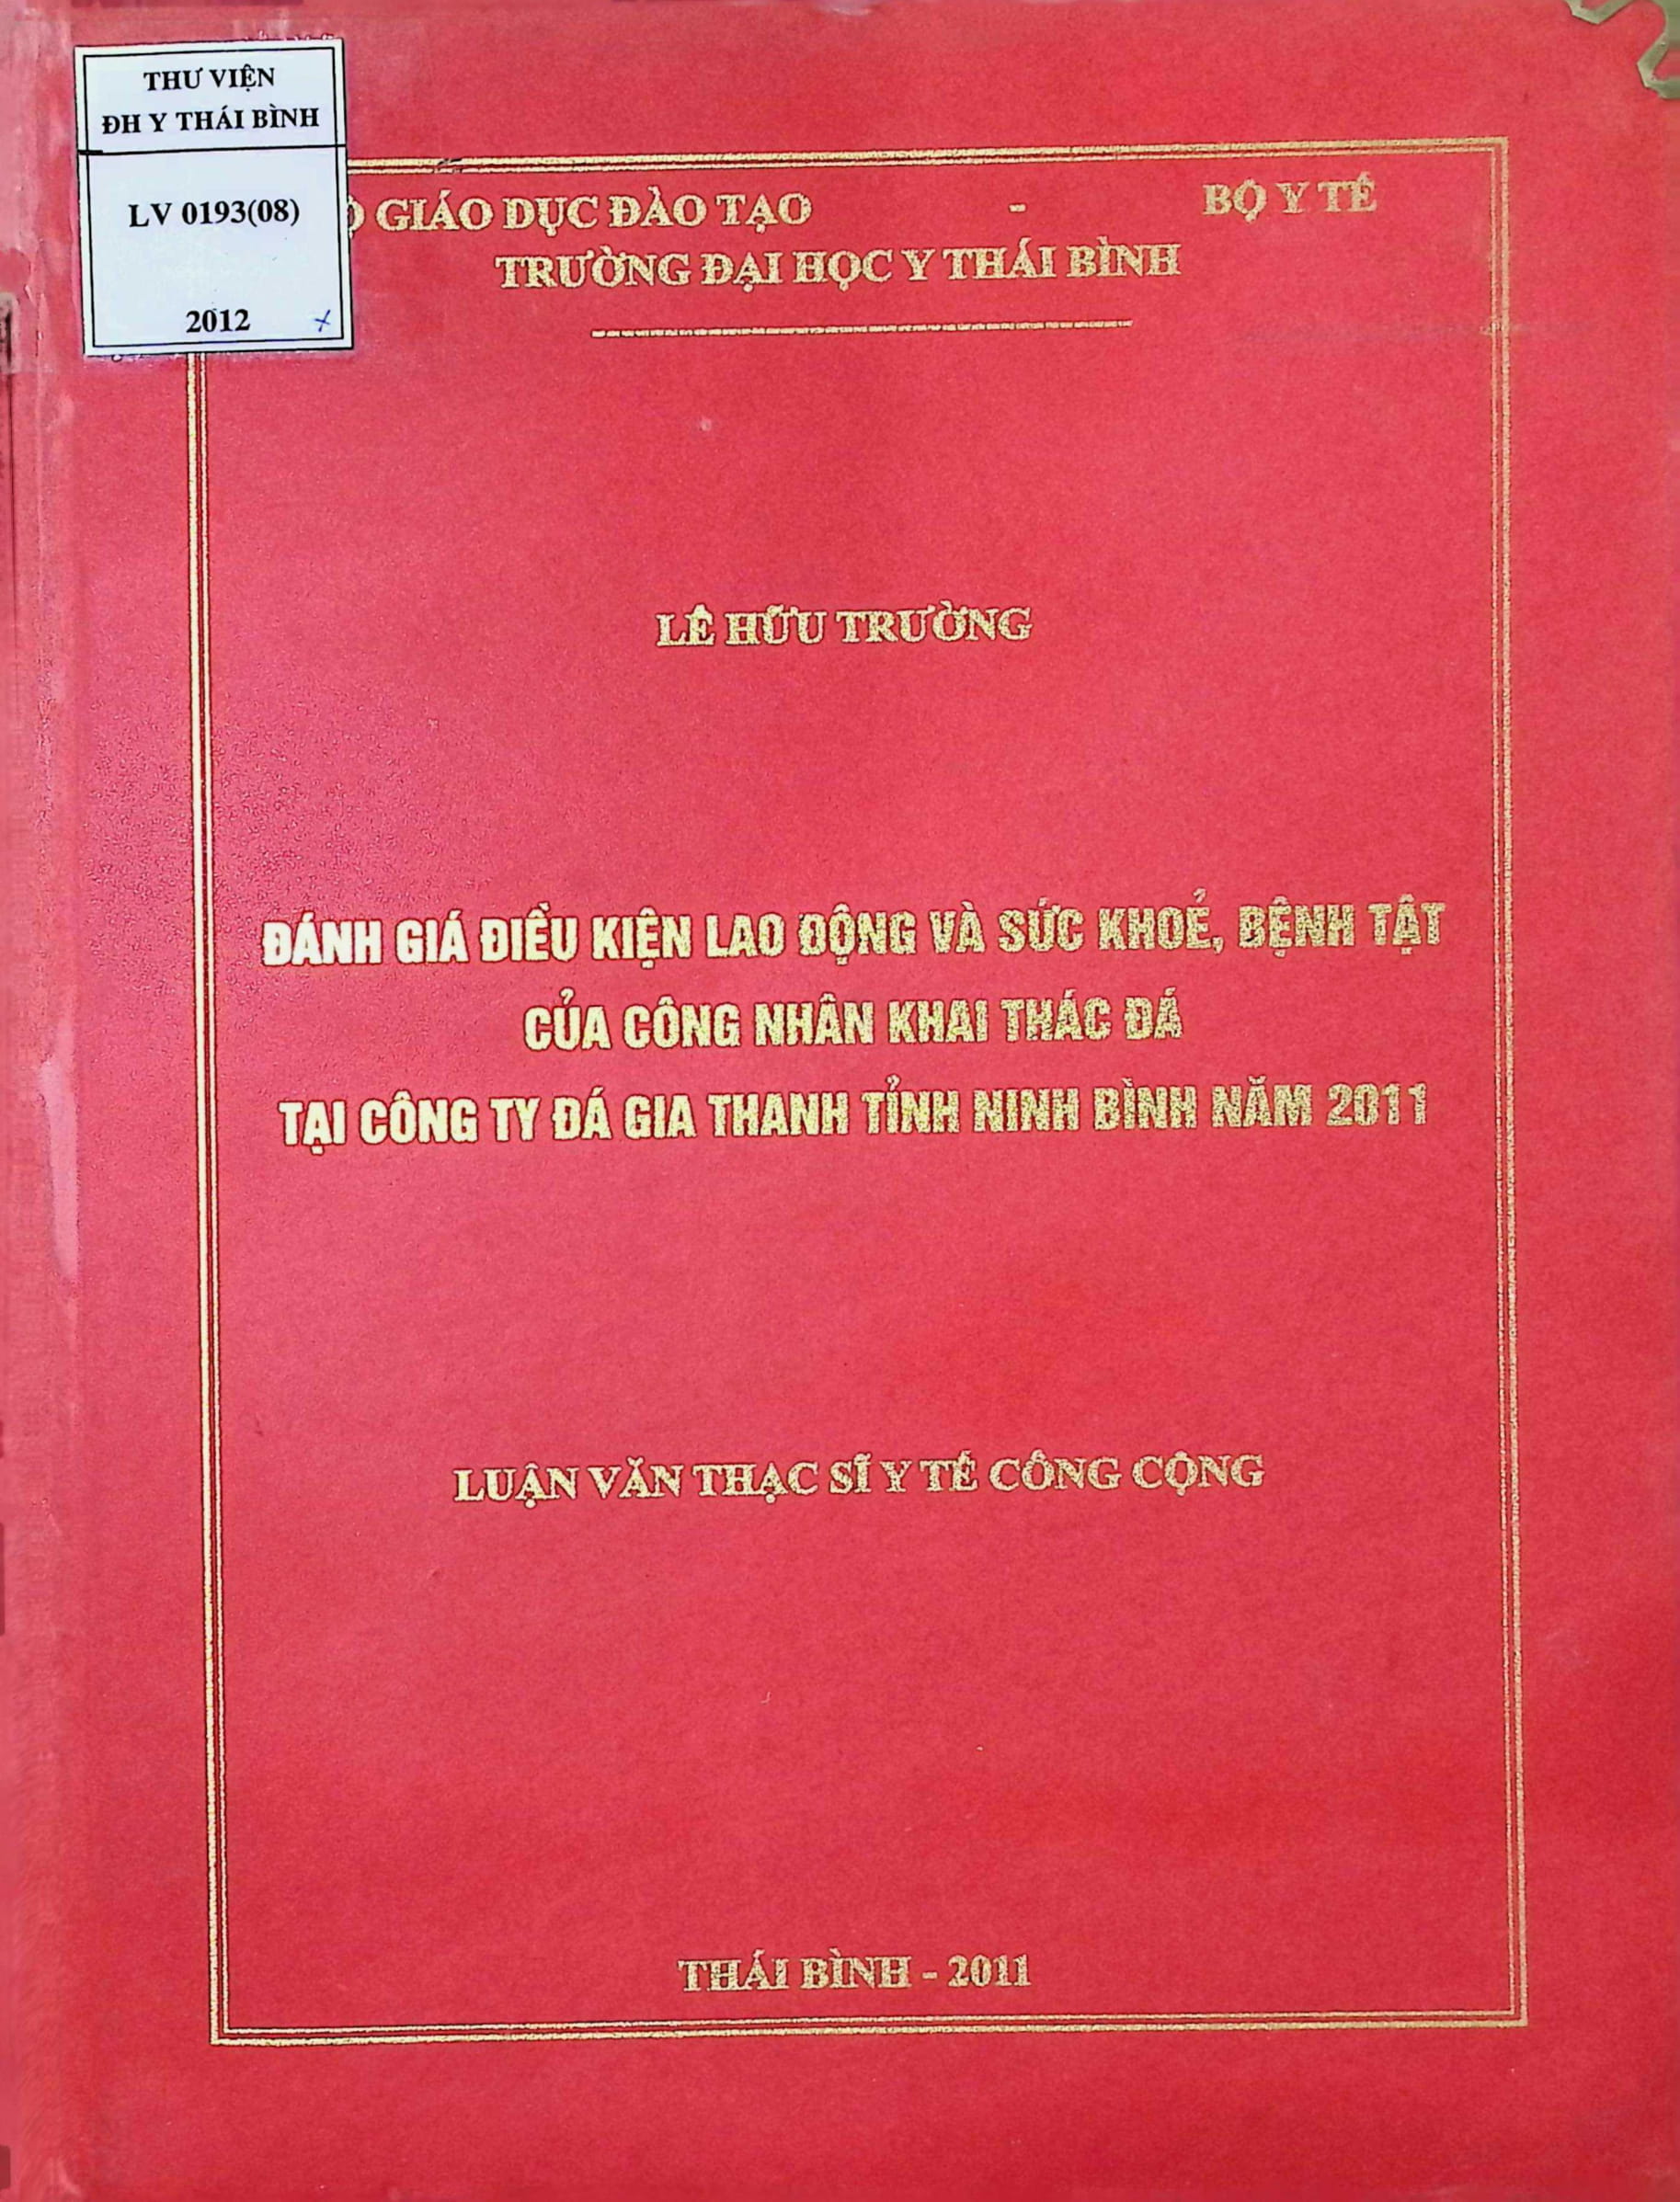 THƯ VIỆN
ĐH Y THÁI BÌNH
LV 0193(08)
2012
GIÁO DỤC ĐÀO TẠO - BỘ Y TẾ
TRƯỜNG ĐẠI HỌC Y THÁI BÌNH
LÊ HỮU TRƯỜNG
ĐÁNH GIÁ ĐIỀU KIỆN LAO ĐỘNG VÀ SỨC KHOẺ, BỆNH TẬT
CỦA CÔNG NHÂN KHAI THÁC ĐÁ
TẠI CÔNG TY ĐÁ GIA THANH TỈNH NINH BÌNH NĂM 2011
LUẬN VĂN THẠC SĨ Y TẾ CÔNG CỘNG
THÁI BÌNH - 2011